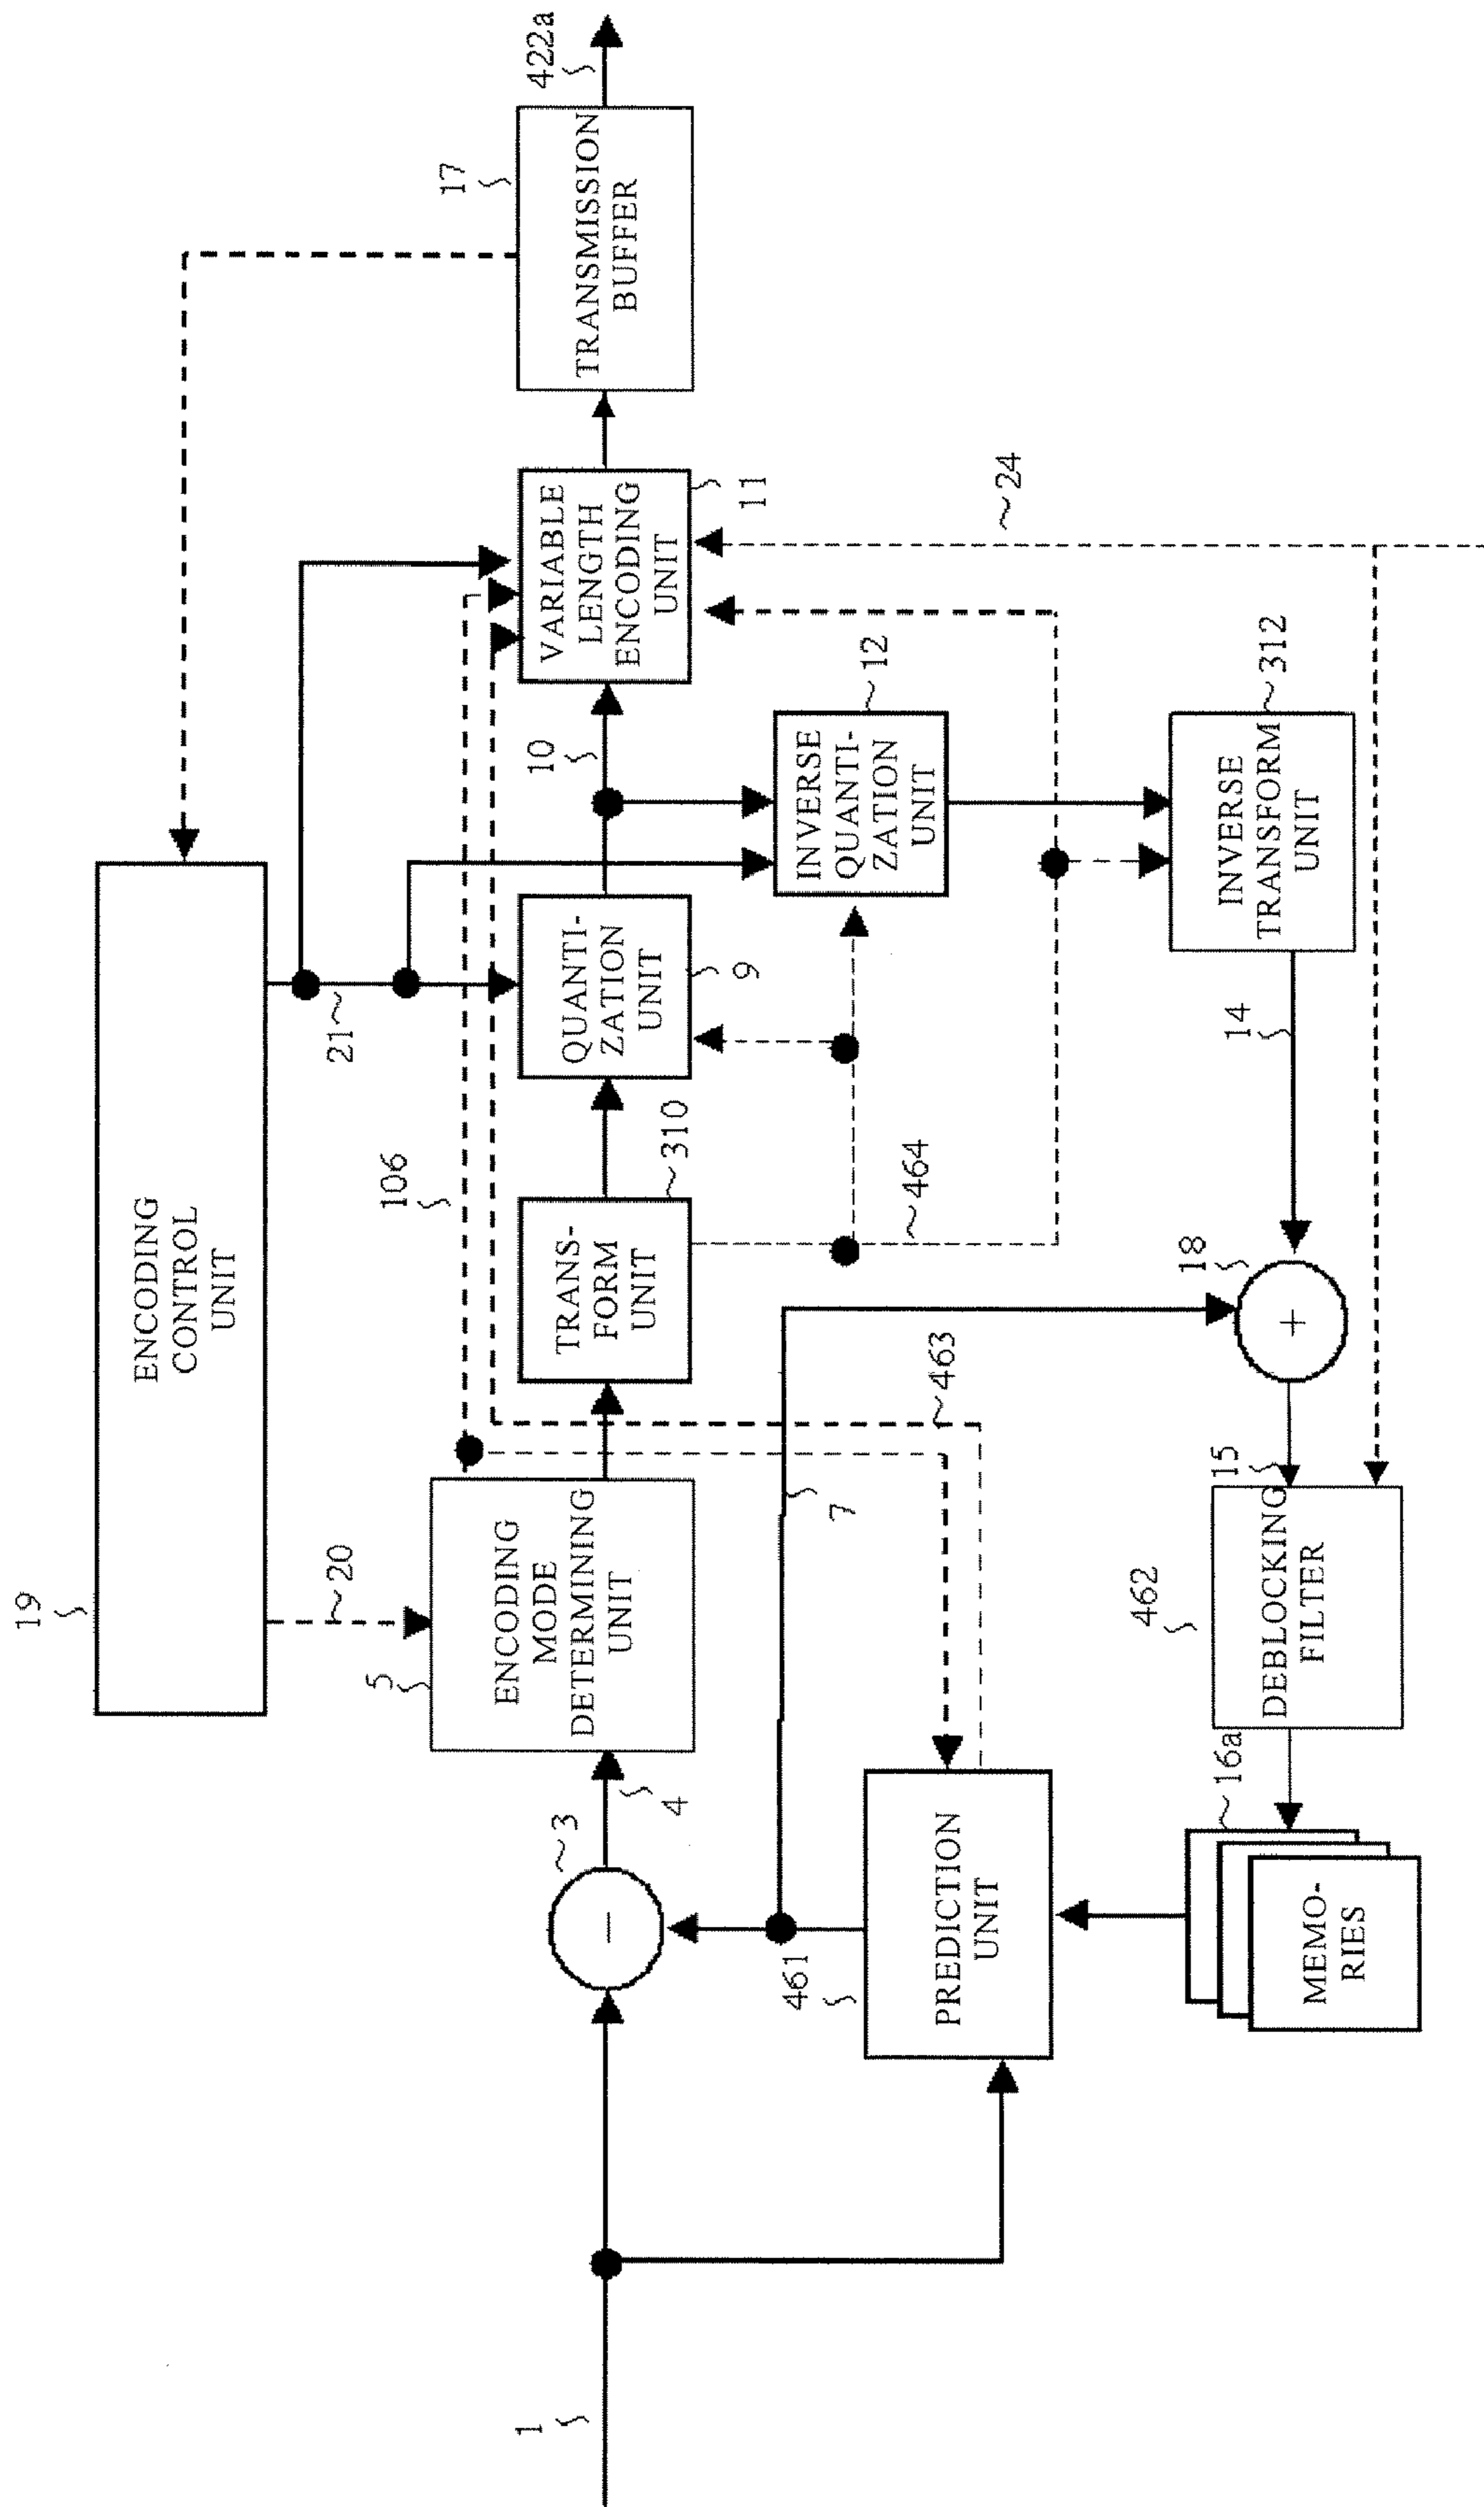 19
ENCODING
CONTROL
UNIT
20
21
106
17
TRANSMISSION
BUFFER
422a
1
3
4
5
ENCODING
MODE
DETERMINING
UNIT
TRANS-
FORM
UNIT
310
QUANTI-
ZATION
UNIT
9
10
VARIABLE
LENGTH
ENCODING
UNIT
11
461
PREDICTION
UNIT
7
463
464
INVERSE
QUANTI-
ZATION
UNIT
12
24
MEMO-
RIES
16a
462
DEBLOCKING
FILTER
15
18
+
−
14
INVERSE
TRANSFORM
UNIT
312